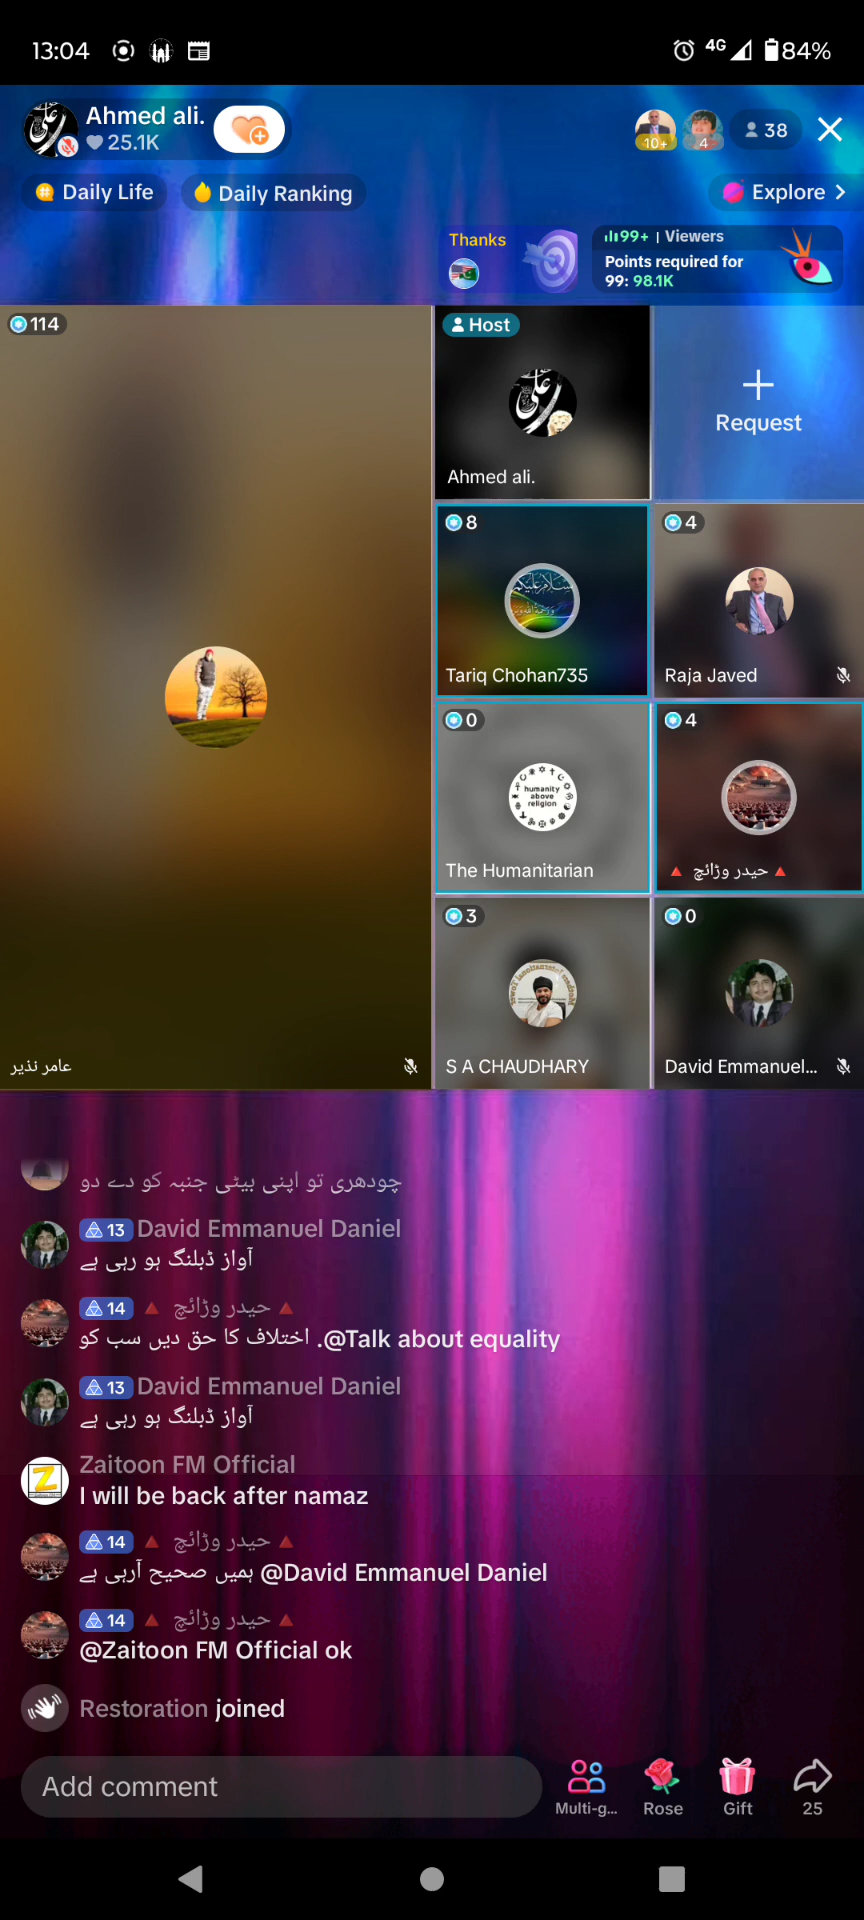 13:04
4G
84%
Ahmed ali.
25.1K
10+
4
38
Daily Life
Daily Ranking
Explore
Thanks
99+ | Viewers
Points required for
99: 98.1K
114
Host
Ahmed ali.
Request
8
Tariq Chohan735
4
Raja Javed
0
humanity
above
religion
The Humanitarian
4
🔺 حیدر وڑائچ 🔺
عامر نذیر
3
S A CHAUDHARY
0
David Emmanuel...
چودھری تو اپنی بیٹی جنبہ کو دے دو
13 David Emmanuel Daniel
آواز ڈبلنگ ہو رہی ہے
14 🔺 حیدر وڑائچ 🔺
اختلاف کا حق دیں سب کو .@Talk about equality
13 David Emmanuel Daniel
آواز ڈبلنگ ہو رہی ہے
Zaitoon FM Official
I will be back after namaz
14 🔺 حیدر وڑائچ 🔺
ہمیں صحیح آرہی ہے @David Emmanuel Daniel
14 🔺 حیدر وڑائچ 🔺
@Zaitoon FM Official ok
Restoration joined
Add comment
Multi-g...
Rose
Gift
25